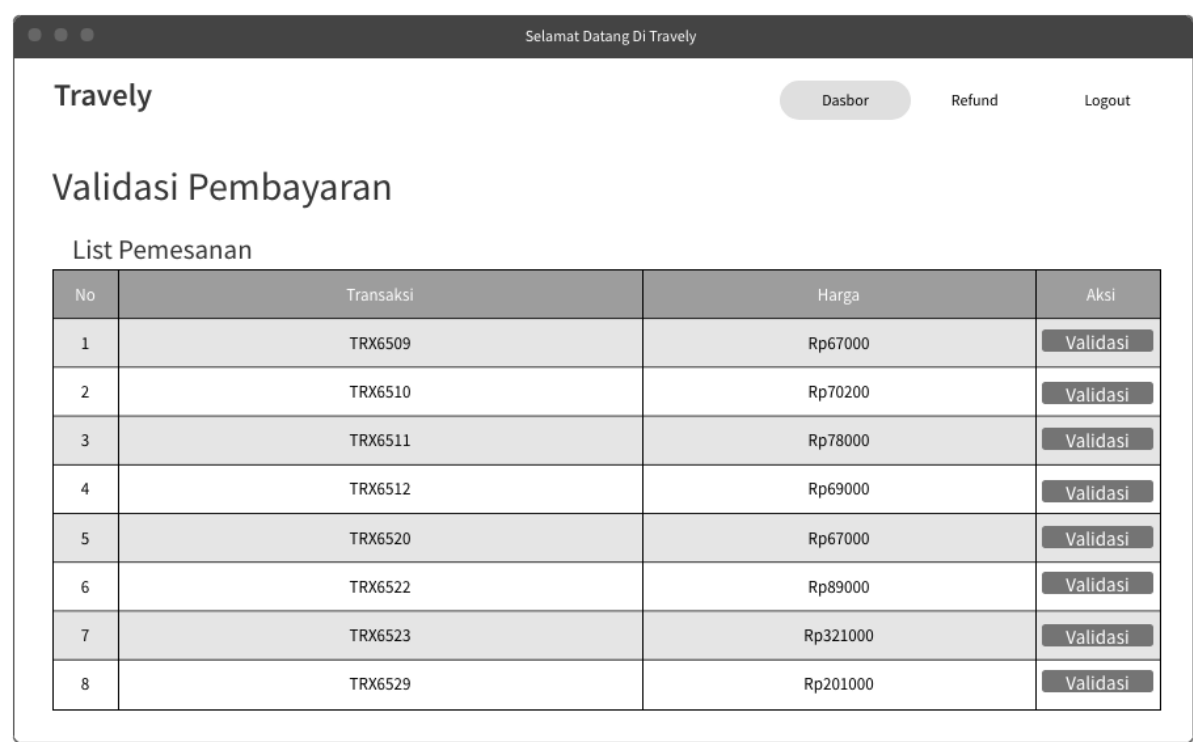 Selamat Datang Di Travely
Travely
Dasbor Refund Logout
Validasi Pembayaran
List Pemesanan
No Transaksi Harga Aksi
1 TRX6509 Rp67000 Validasi
2 TRX6510 Rp70200 Validasi
3 TRX6511 Rp78000 Validasi
4 TRX6512 Rp69000 Validasi
5 TRX6520 Rp67000 Validasi
6 TRX6522 Rp89000 Validasi
7 TRX6523 Rp321000 Validasi
8 TRX6529 Rp201000 Validasi